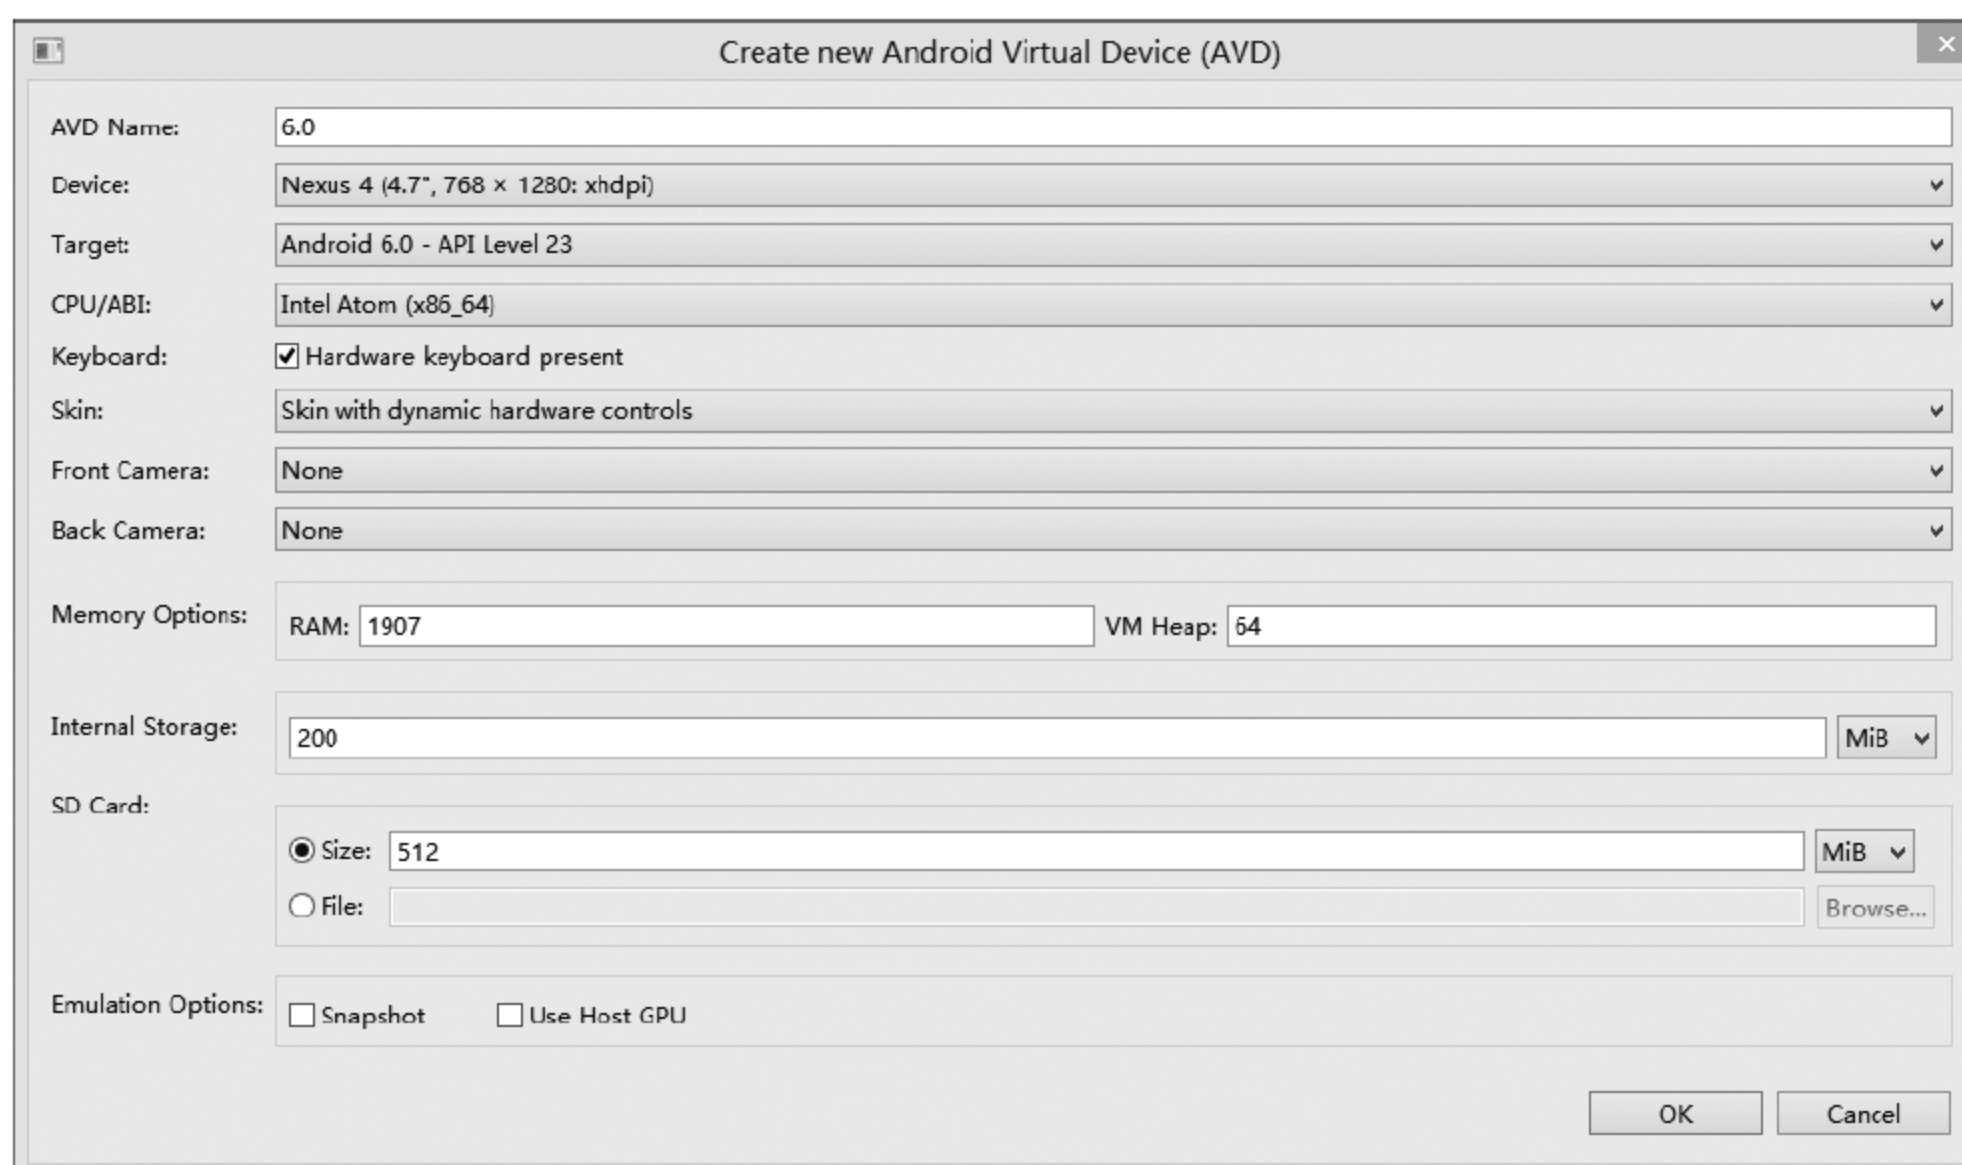 Create new Android Virtual Device (AVD)
AVD Name: 6.0
Device: Nexus 4 (4.7", 768 × 1280: xhdpi)
Target: Android 6.0 - API Level 23
CPU/ABI: Intel Atom (x86_64)
Keyboard: Hardware keyboard present
Skin: Skin with dynamic hardware controls
Front Camera: None
Back Camera: None
Memory Options: RAM: 1907 VM Heap: 64
Internal Storage: 200 MiB
SD Card:
Size: 512 MiB
File: Browse...
Emulation Options: Snapshot Use Host GPU
OK Cancel